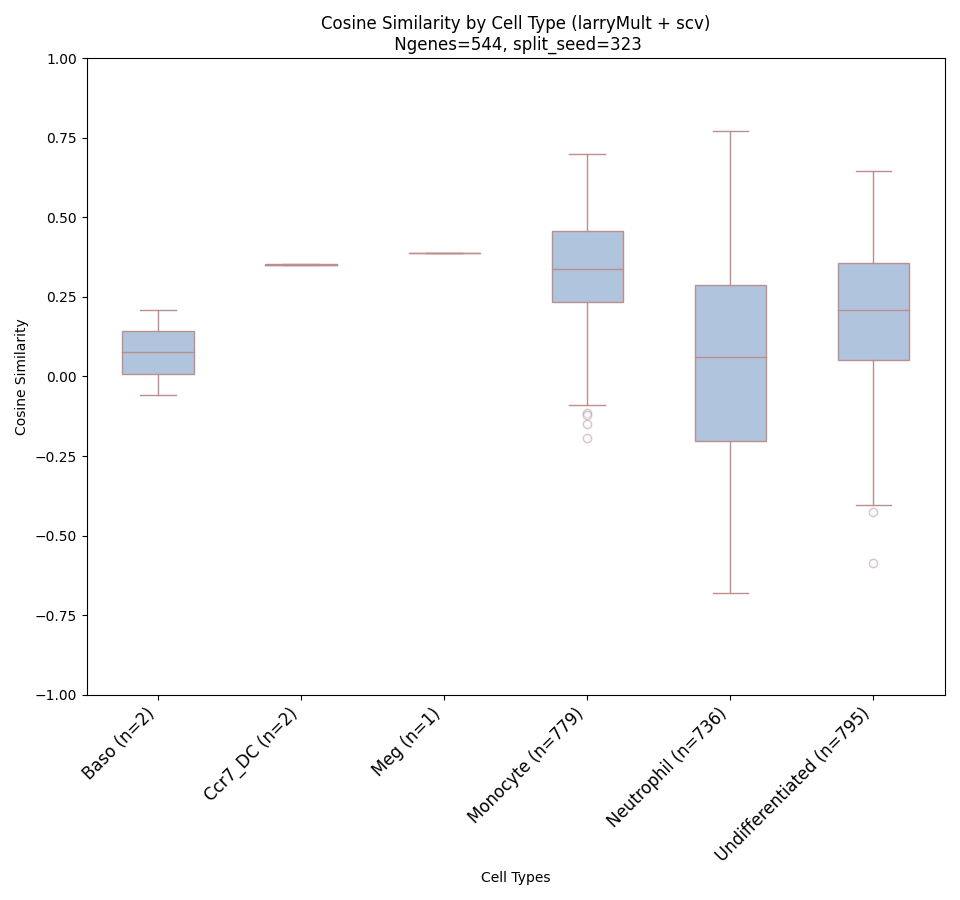 Cosine Similarity by Cell Type (larryMult + scv)
Ngenes=544, split_seed=323
1.00
0.75
0.50
0.25
0.00
−0.25
−0.50
−0.75
−1.00
Cosine Similarity
Baso (n=2)
Ccr7_DC (n=2)
Meg (n=1)
Monocyte (n=779)
Neutrophil (n=736)
Undifferentiated (n=795)
Cell Types